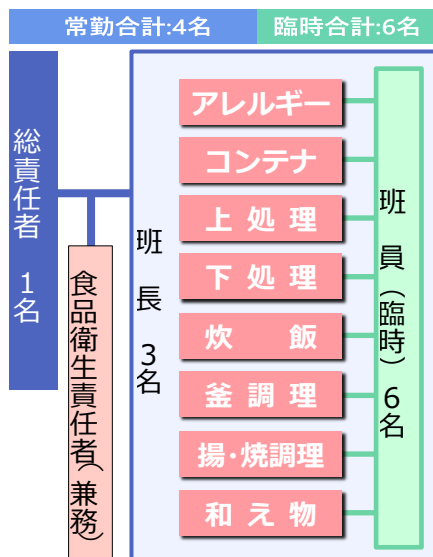 常勤合計:4名
臨時合計:6名
総責任者 1名
食品衛生責任者(兼務)
班長 3名
アレルギー
コンテナ
上処理
下処理
炊飯
釜調理
揚・焼調理
和え物
班員(臨時)6名